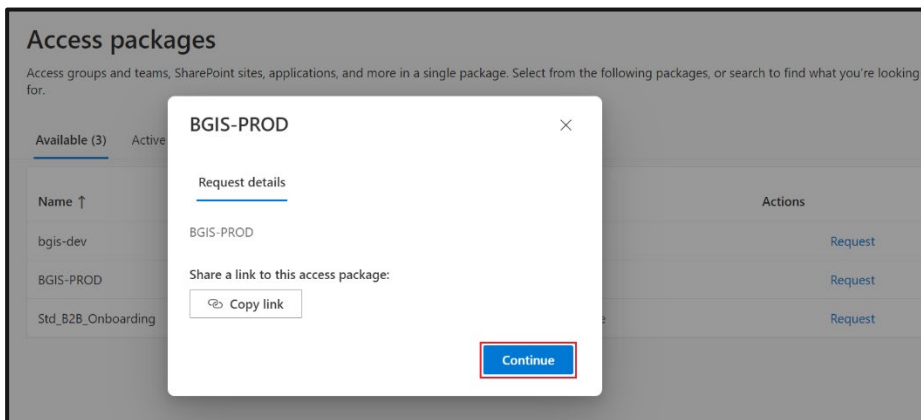 Access packages
Access groups and teams, SharePoint sites, applications, and more in a single package. Select from the following packages, or search to find what you're looking
for.
Available (3) Active
BGIS-PROD
Request details
BGIS-PROD
Share a link to this access package:
Copy link
Continue
Name ↑ Actions
bgis-dev Request
BGIS-PROD Request
Std_B2B_Onboarding Request